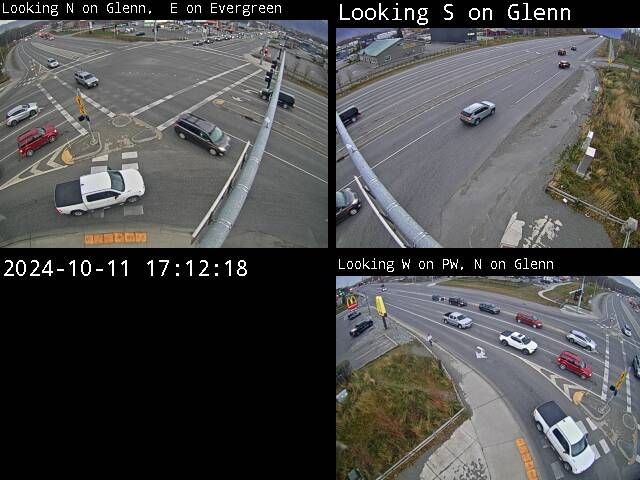 Looking N on Glenn,  E on Evergreen
Looking S on Glenn
2024-10-11 17:12:18
Looking W on PW, N on Glenn